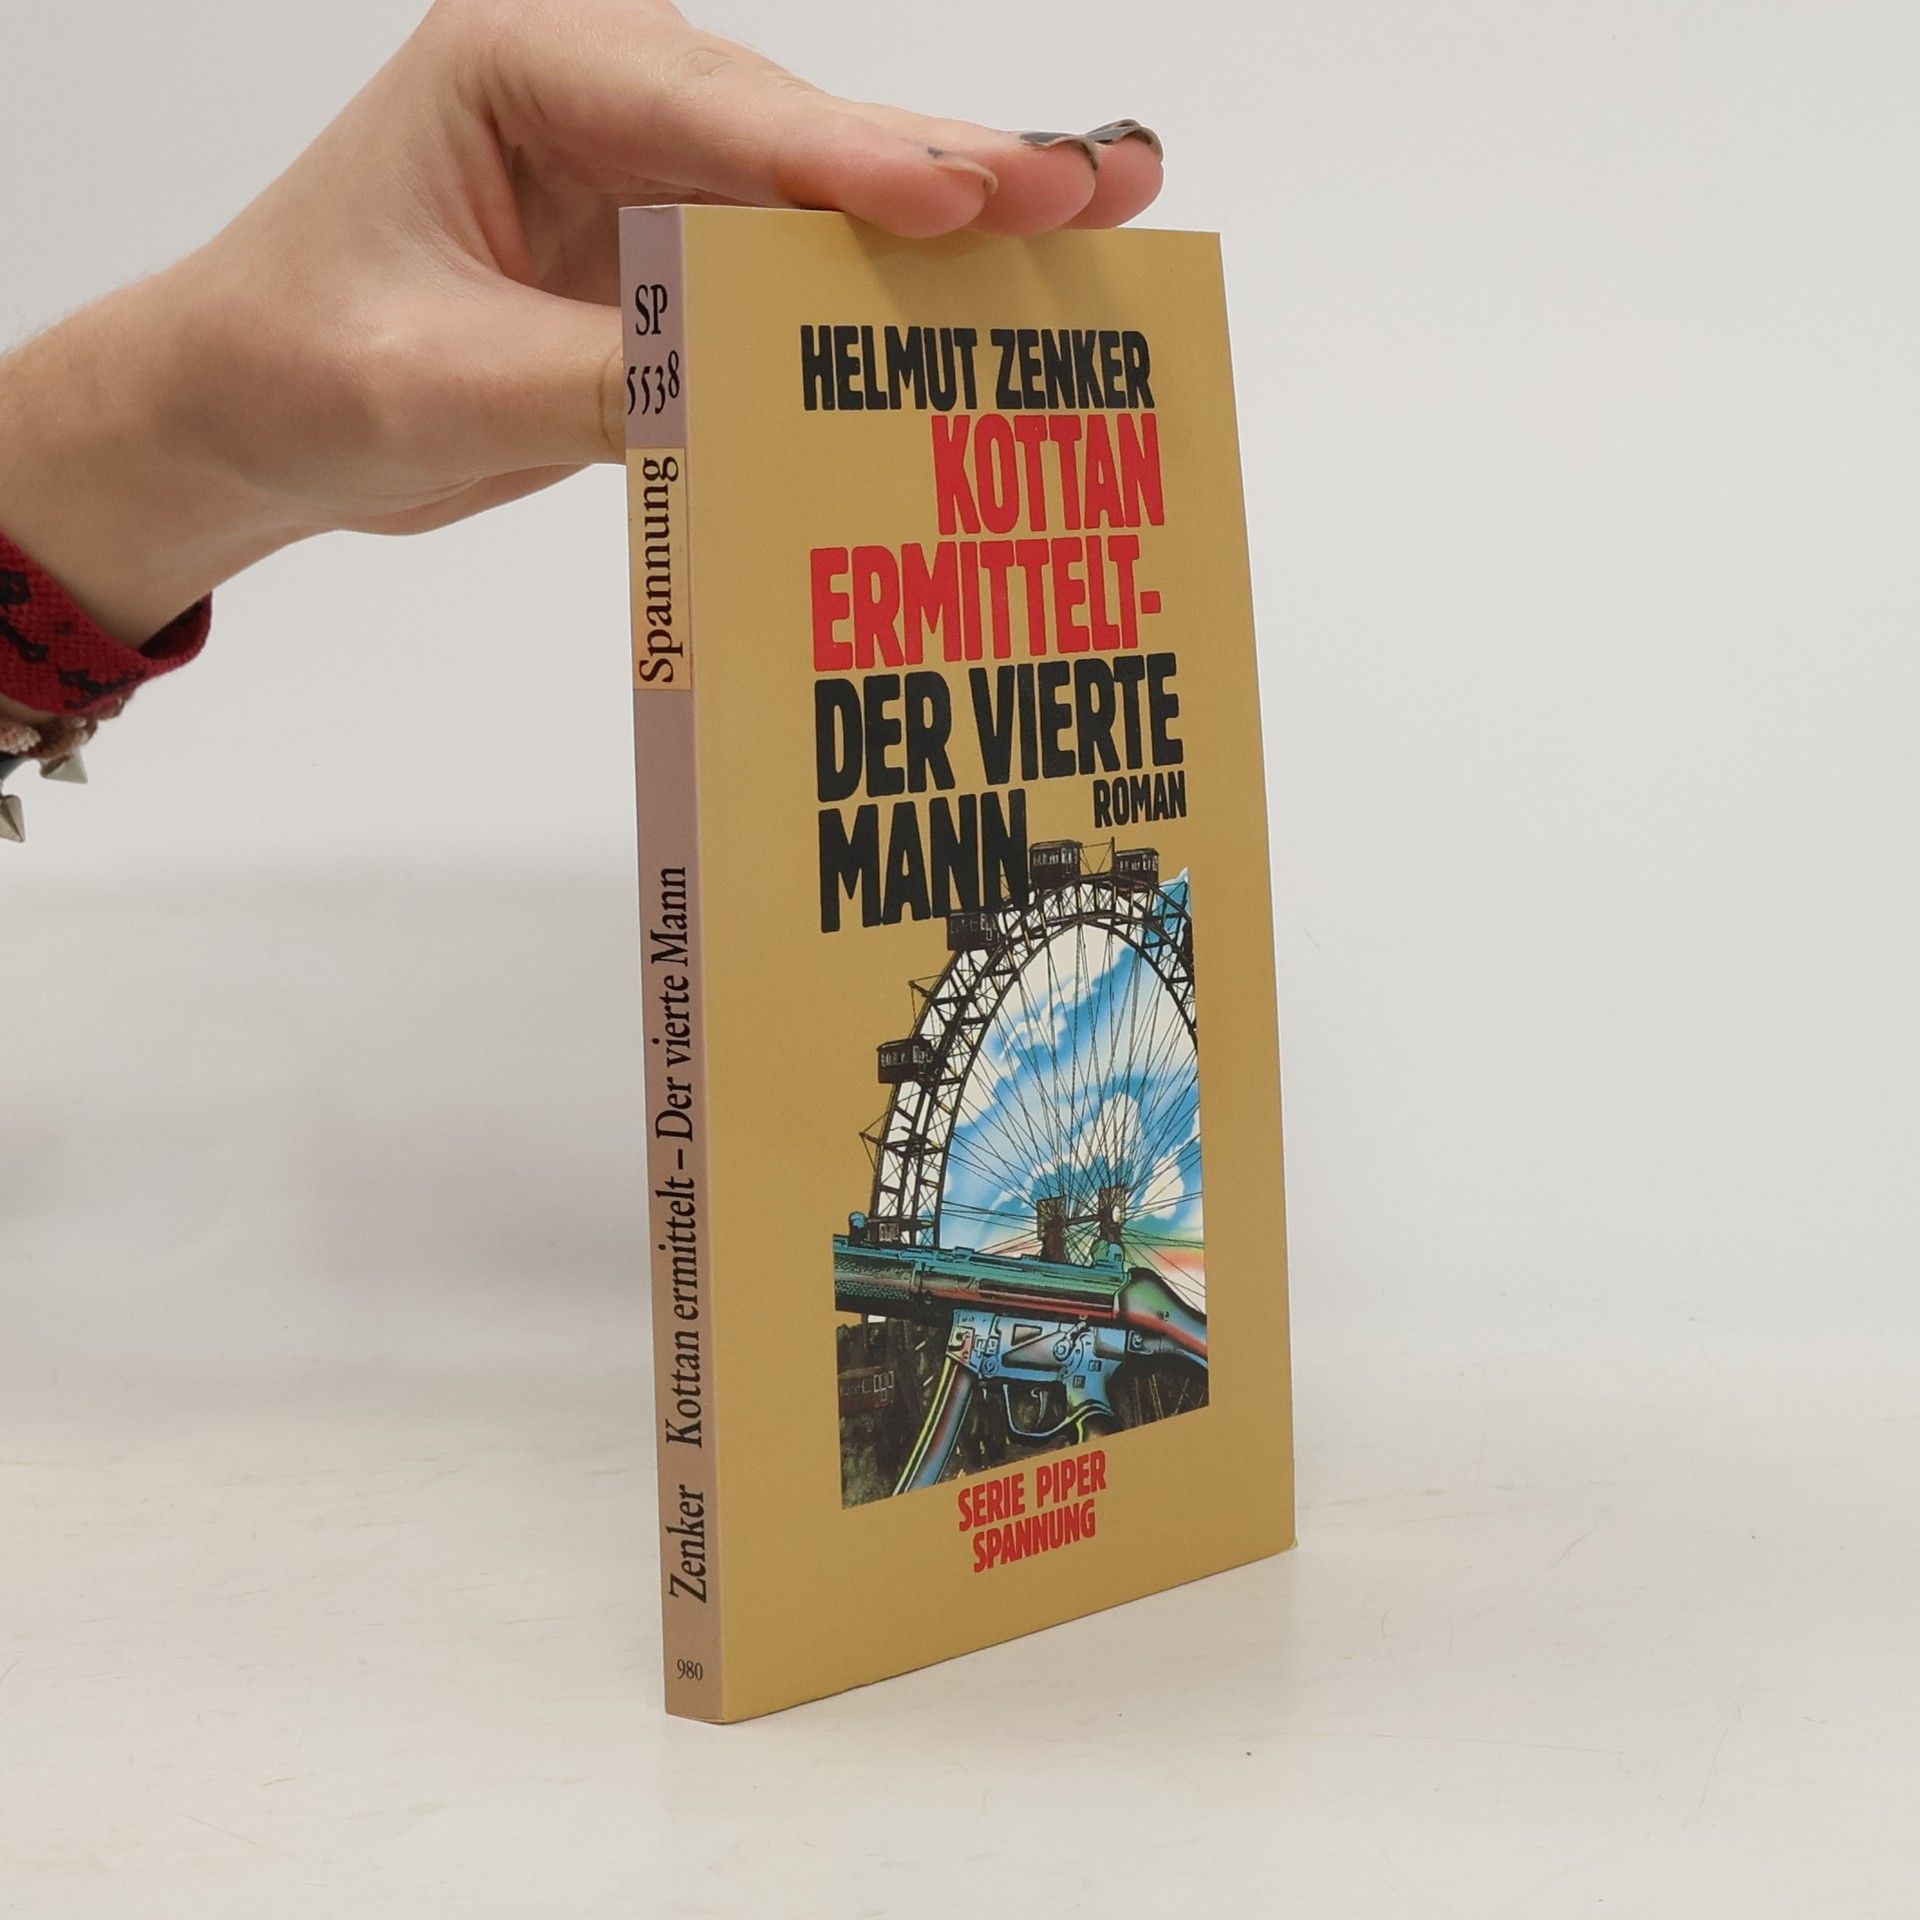 SP
5538
Spannung
Zenker Kottan ermittelt – Der vierte Mann
980
HELMUT ZENKER
KOTTAN
ERMITTELT-
DER VIERTE
MANN
ROMAN
SERIE PIPER
SPANNUNG